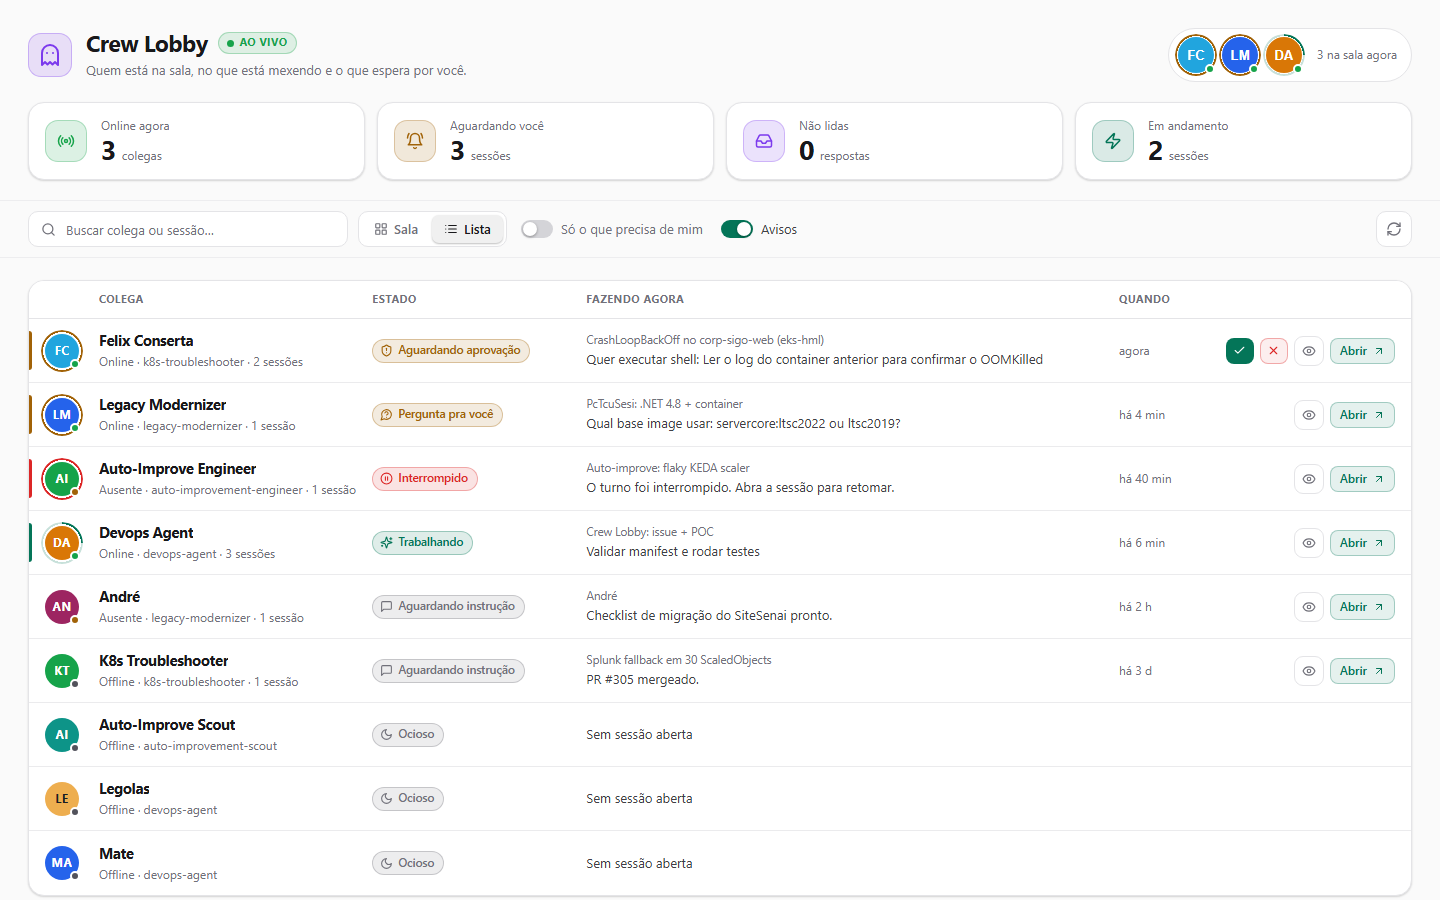 Crew Lobby
AO VIVO
Quem está na sala, no que está mexendo e o que espera por você.
FC
LM
DA
3 na sala agora
Online agora
3 colegas
Aguardando você
3 sessões
Não lidas
0 respostas
Em andamento
2 sessões
Buscar colega ou sessão...
Sala
Lista
Só o que precisa de mim
Avisos
COLEGA ESTADO FAZENDO AGORA QUANDO
FC
Felix Conserta
Online · k8s-troubleshooter · 2 sessões
Aguardando aprovação
CrashLoopBackOff no corp-sigo-web (eks-hml)
Quer executar shell: Ler o log do container anterior para confirmar o OOMKilled
agora
Abrir
LM
Legacy Modernizer
Online · legacy-modernizer · 1 sessão
Pergunta pra você
PcTcuSesi: .NET 4.8 + container
Qual base image usar: servercore:ltsc2022 ou ltsc2019?
há 4 min
Abrir
AI
Auto-Improve Engineer
Ausente · auto-improvement-engineer · 1 sessão
Interrompido
Auto-improve: flaky KEDA scaler
O turno foi interrompido. Abra a sessão para retomar.
há 40 min
Abrir
DA
Devops Agent
Online · devops-agent · 3 sessões
Trabalhando
Crew Lobby: issue + POC
Validar manifest e rodar testes
há 6 min
Abrir
AN
André
Ausente · legacy-modernizer · 1 sessão
Aguardando instrução
André
Checklist de migração do SiteSenai pronto.
há 2 h
Abrir
KT
K8s Troubleshooter
Offline · k8s-troubleshooter · 1 sessão
Aguardando instrução
Splunk fallback em 30 ScaledObjects
PR #305 mergeado.
há 3 d
Abrir
AI
Auto-Improve Scout
Offline · auto-improvement-scout
Ocioso
Sem sessão aberta
LE
Legolas
Offline · devops-agent
Ocioso
Sem sessão aberta
MA
Mate
Offline · devops-agent
Ocioso
Sem sessão aberta